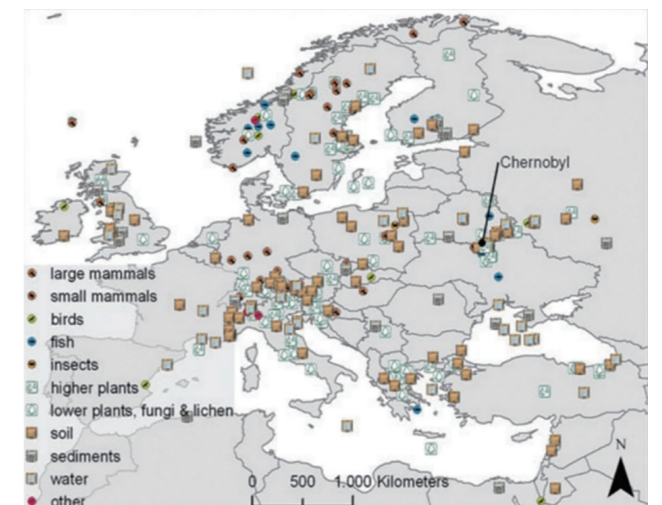 Chernobyl
large mammals
small mammals
birds
fish
insects
higher plants
lower plants, fungi & lichen
soil
sediments
water
other
0 500 1.000 Kilometers
N